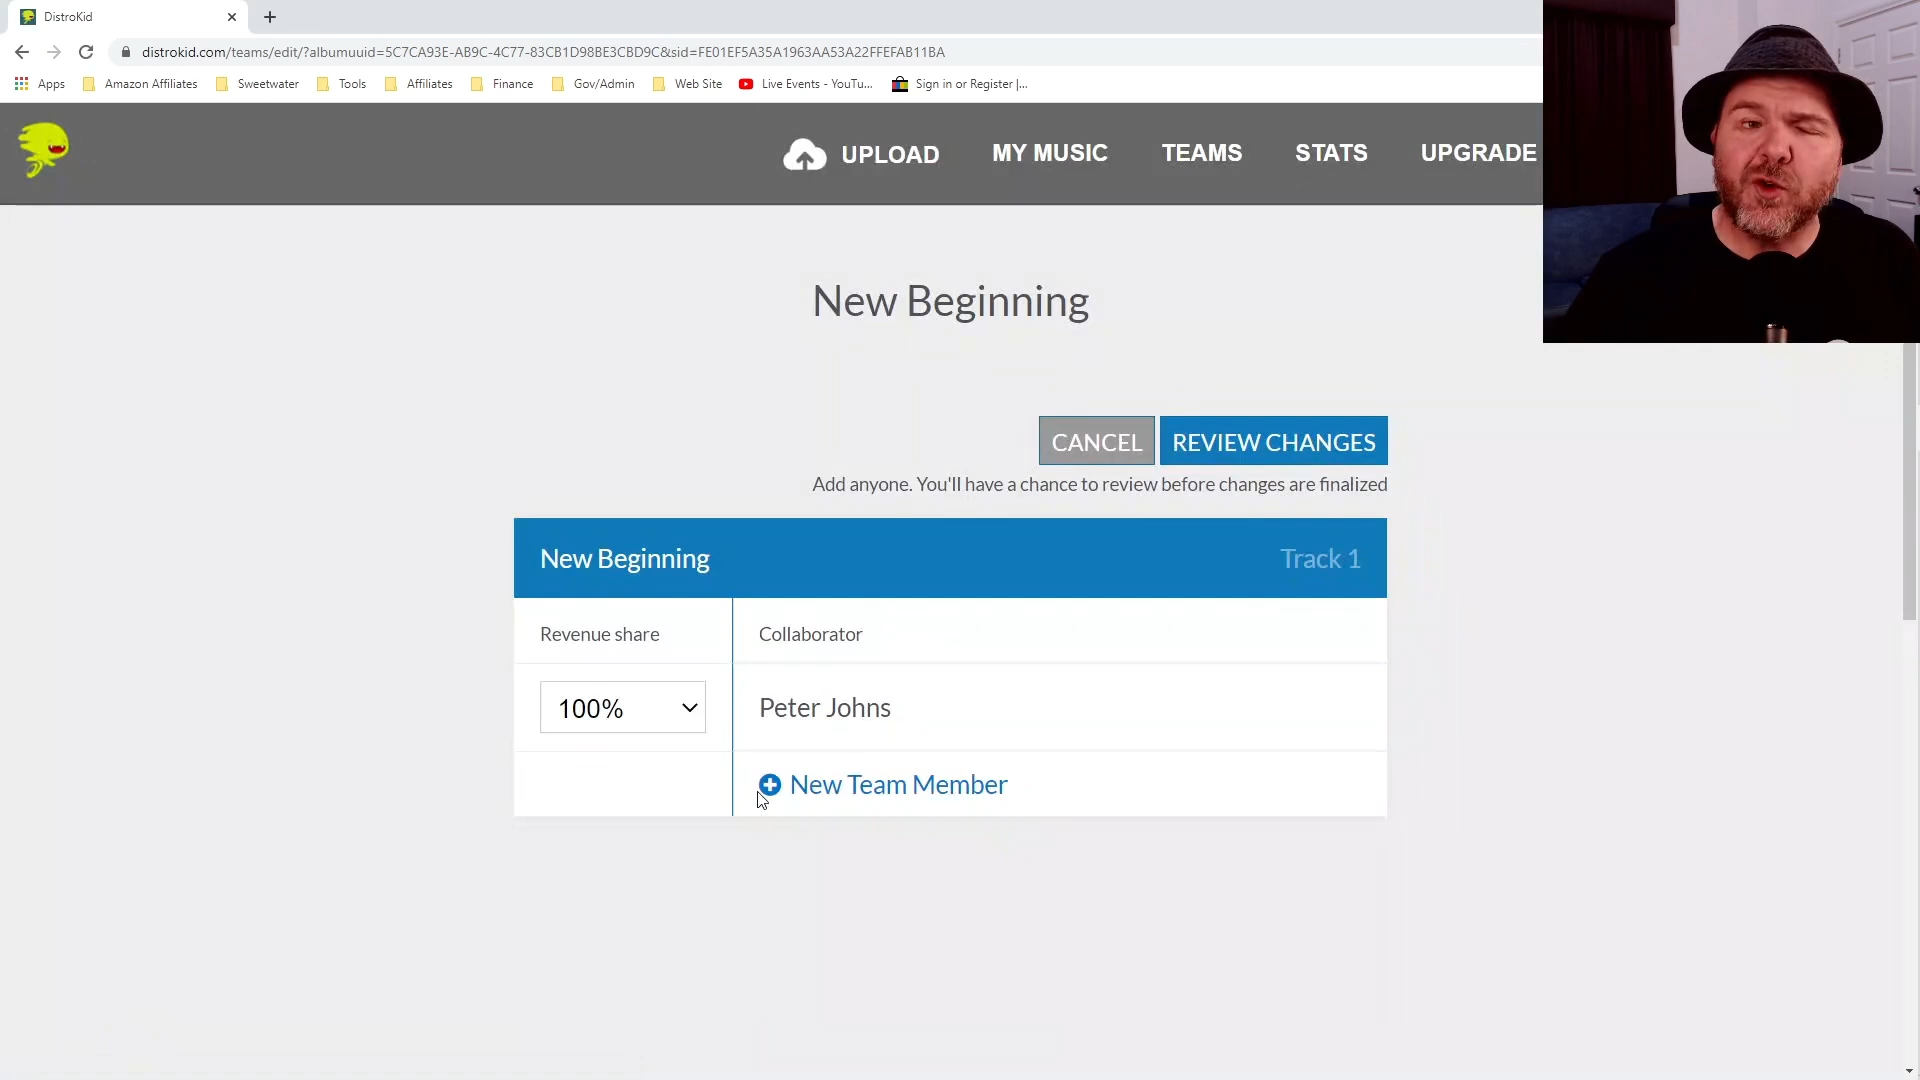 DistroKid
distrokid.com/teams/edit/?albumuuid=5C7CA93E-AB9C-4C77-83CB1D98BE3CBD9C&sid=FE01EF5A35A1963AA53A22FFEFAB11BA
Apps Amazon Affiliates Sweetwater Tools Affiliates Finance Gov/Admin Web Site Live Events - YouTu... Sign in or Register |...
UPLOAD MY MUSIC TEAMS STATS UPGRADE
New Beginning
CANCEL REVIEW CHANGES
Add anyone. You'll have a chance to review before changes are finalized
New Beginning Track 1
Revenue share Collaborator
100% Peter Johns
New Team Member